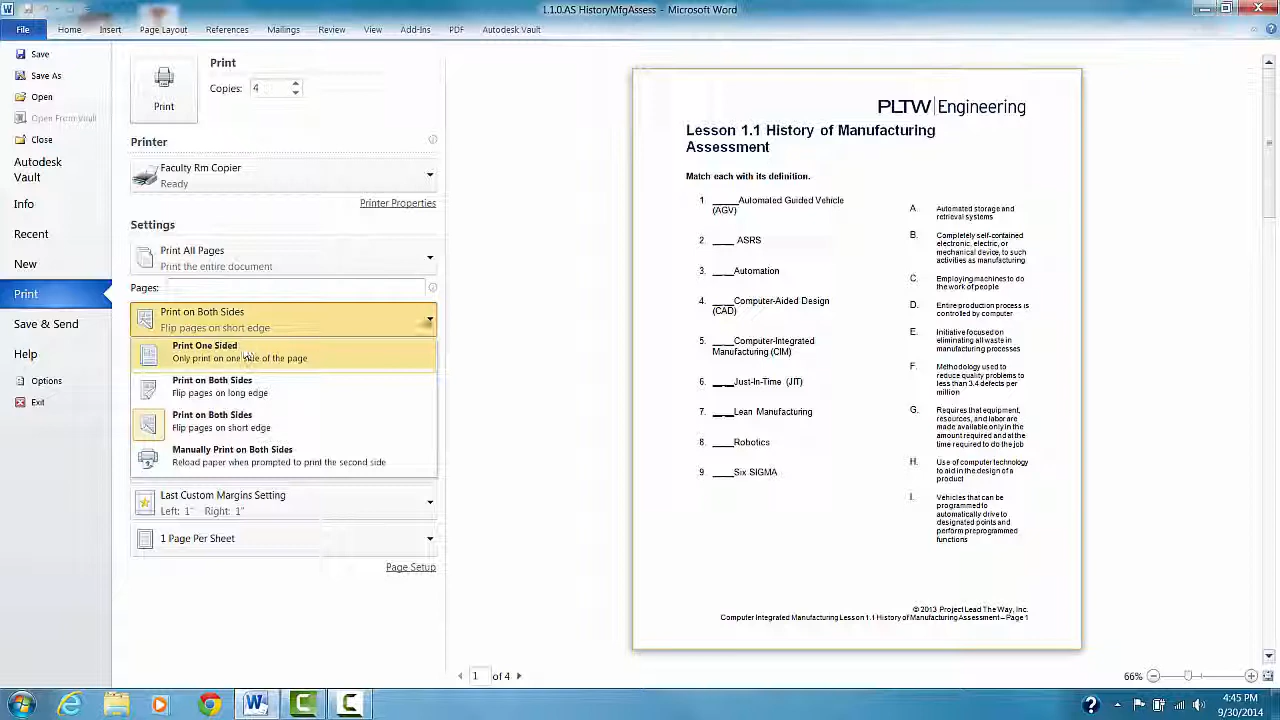 1.1.0.AS HistoryMfgAssess - Microsoft Word
File Home Insert Page Layout References Mailings Review View Add-Ins PDF Autodesk Vault
Save
Save As
Open
Open From Vault
Close
Autodesk
Vault
Info
Recent
New
Print
Save & Send
Help
Options
Exit
Print
Print
Copies: 4
Printer
Faculty Rm Copier
Ready
Printer Properties
Settings
Print All Pages
Print the entire document
Pages:
Print on Both Sides
Flip pages on short edge
Print One Sided
Only print on one side of the page
Print on Both Sides
Flip pages on long edge
Print on Both Sides
Flip pages on short edge
Manually Print on Both Sides
Reload paper when prompted to print the second side
Last Custom Margins Setting
Left: 1" Right: 1"
1 Page Per Sheet
Page Setup
PLTW Engineering
Lesson 1.1 History of Manufacturing
Assessment
Match each with its definition.
1 _____Automated Guided Vehicle
(AGV)
2. ____ ASRS
3. ____Automation
4. ____Computer-Aided Design
(CAD)
5. ____Computer-Integrated
Manufacturing (CIM)
6. ____Just-In-Time (JIT)
7. ____Lean Manufacturing
8. ____Robotics
9. ____Six SIGMA
A. Automated storage and
retrieval systems
B. Completely self-contained
electronic, electric, or
mechanical device, to such
activities as manufacturing
C. Employing machines to do
the work of people
D. Entire production process is
controlled by computer
E. Initiative focused on
eliminating all waste in
manufacturing processes
F. Methodology used to
reduce quality problems to
less than 3.4 defects per
million
G. Requires that equipment,
resources, and labor are
made available only in the
amount required and at the
time required to do the job
H. Use of computer technology
to aid in the design of a
product
I. Vehicles that can be
programmed to
automatically drive to
designated points and
perform preprogrammed
functions
© 2013 Project Lead The Way, Inc.
Computer Integrated Manufacturing Lesson 1.1 History of Manufacturing Assessment – Page 1
1 of 4
66%
4:45 PM
9/30/2014